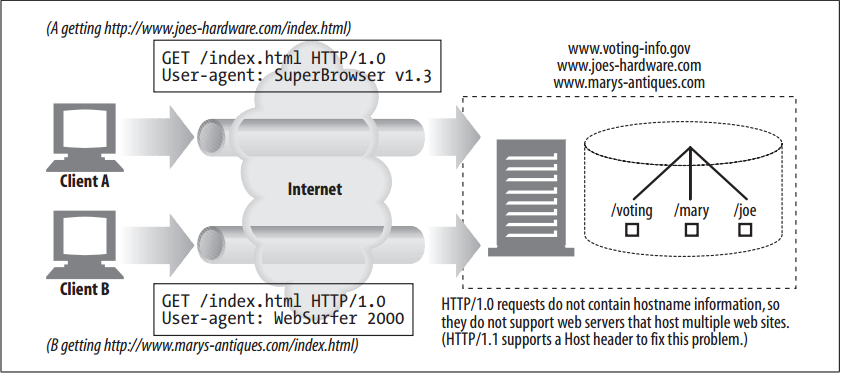 (A getting http://www.joes-hardware.com/index.html)
GET /index.html HTTP/1.0
User-agent: SuperBrowser v1.3
www.voting-info.gov
www.joes-hardware.com
www.marys-antiques.com
Client A
Internet
/voting
/mary
/joe
Client B
GET /index.html HTTP/1.0
User-agent: WebSurfer 2000
(B getting http://www.marys-antiques.com/index.html)
HTTP/1.0 requests do not contain hostname information, so
they do not support web servers that host multiple web sites.
(HTTP/1.1 supports a Host header to fix this problem.)